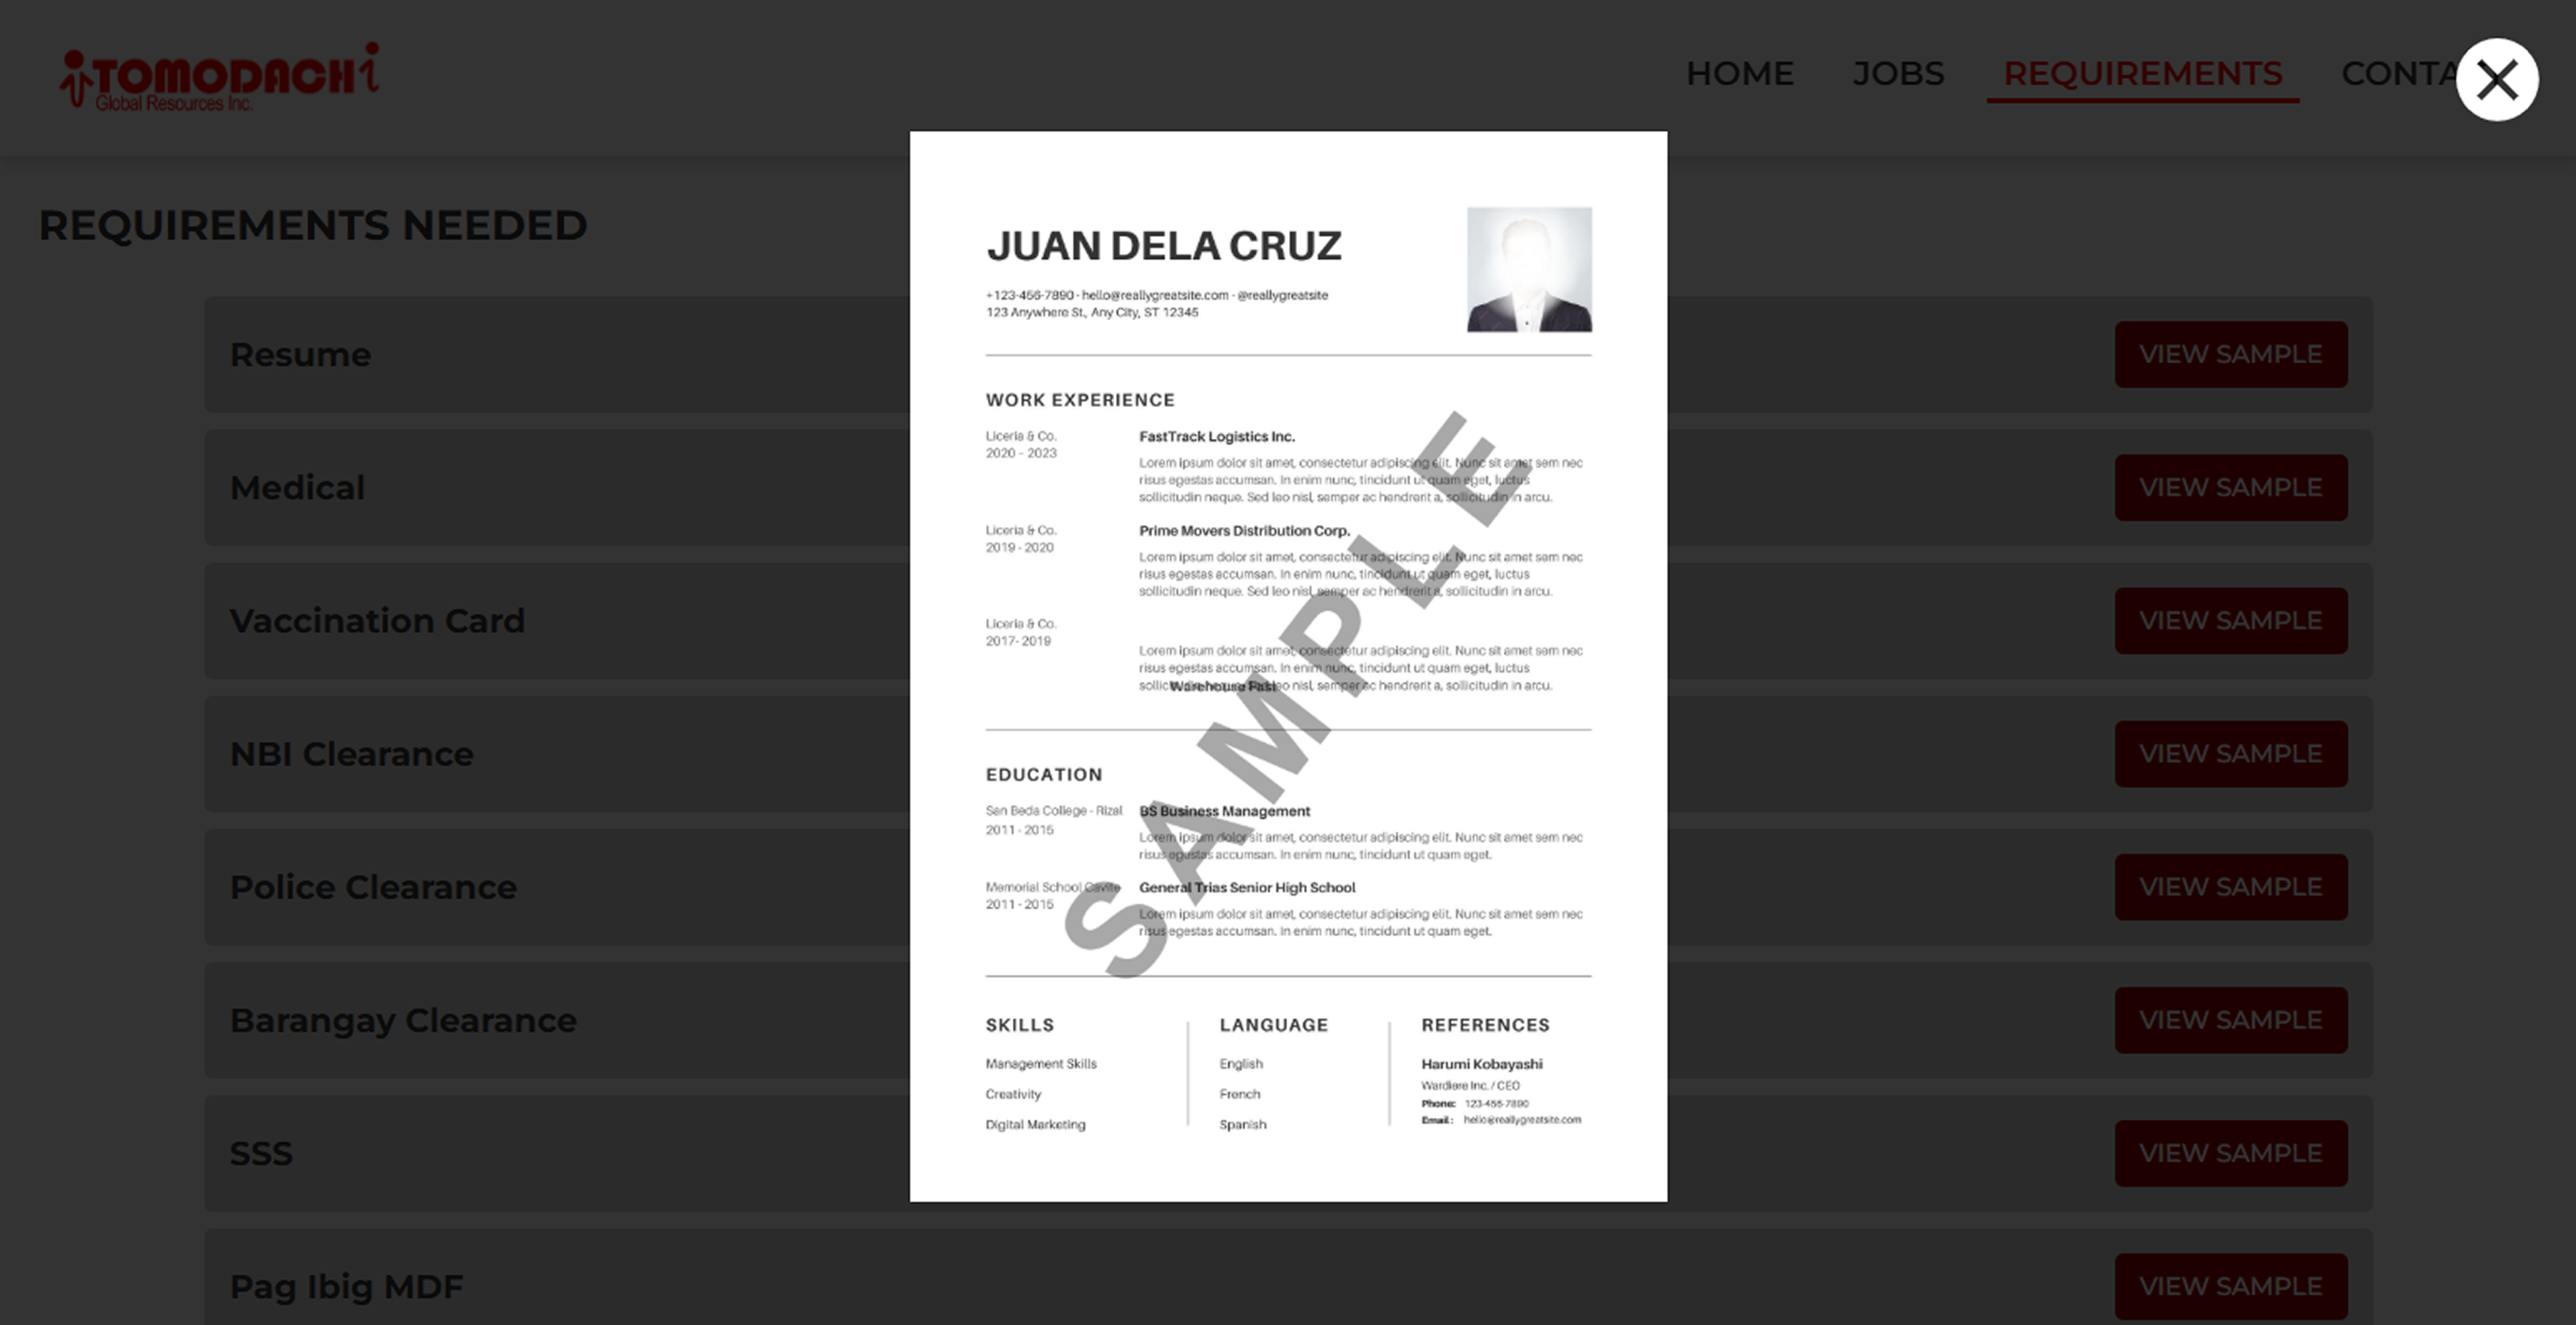 TOMODACHi
Global Resources Inc.
HOME
JOBS
REQUIREMENTS
CONTA
REQUIREMENTS NEEDED
Resume
VIEW SAMPLE
Medical
VIEW SAMPLE
Vaccination Card
VIEW SAMPLE
NBI Clearance
VIEW SAMPLE
Police Clearance
VIEW SAMPLE
Barangay Clearance
VIEW SAMPLE
SSS
VIEW SAMPLE
Pag Ibig MDF
VIEW SAMPLE
JUAN DELA CRUZ
+123-456-7890 - hello@reallygreatsite.com - @reallygreatsite
123 Anywhere St., Any City, ST 12345
WORK EXPERIENCE
Liceria & Co.
2020 - 2023
FastTrack Logistics Inc.
Lorem ipsum dolor sit amet, consectetur adipiscing elit. Nunc sit amet sem nec
risus egestas accumsan. In enim nunc, tincidunt ut quam eget, luctus
sollicitudin neque. Sed leo nisl, semper ac hendrerit a, sollicitudin in arcu.
Liceria & Co.
2019 - 2020
Prime Movers Distribution Corp.
Lorem ipsum dolor sit amet, consectetur adipiscing elit. Nunc sit amet sem nec
risus egestas accumsan. In enim nunc, tincidunt ut quam eget, luctus
sollicitudin neque. Sed leo nisl, semper ac hendrerit a, sollicitudin in arcu.
Liceria & Co.
2017- 2019
Lorem ipsum dolor sit amet, consectetur adipiscing elit. Nunc sit amet sem nec
risus egestas accumsan. In enim nunc, tincidunt ut quam eget, luctus
nisl, semper ac hendrerit a, sollicitudin in arcu.
Warehouse Fast
EDUCATION
San Beda College - Rizal
2011 - 2015
BS Business Management
Lorem ipsum dolor sit amet, consectetur adipiscing elit. Nunc sit amet sem nec
risus egestas accumsan. In enim nunc, tincidunt ut quam eget.
Memorial School Cavite
2011 - 2015
General Trias Senior High School
Lorem ipsum dolor sit amet, consectetur adipiscing elit. Nunc sit amet sem nec
risus egestas accumsan. In enim nunc, tincidunt ut quam eget.
SAMPLE
SKILLS
Management Skills
Creativity
Digital Marketing
LANGUAGE
English
French
Spanish
REFERENCES
Harumi Kobayashi
Wardiere Inc. / CEO
Phone: 123-456-7890
Email : hello@reallygreatsite.com